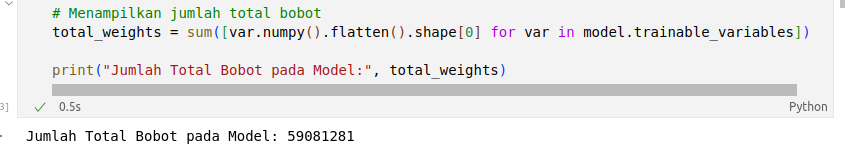 # Menampilkan jumlah total bobot
total_weights = sum([var.numpy().flatten().shape[0] for var in model.trainable_variables])
print("Jumlah Total Bobot pada Model:", total_weights)
3] 0.5s Python
Jumlah Total Bobot pada Model: 59081281